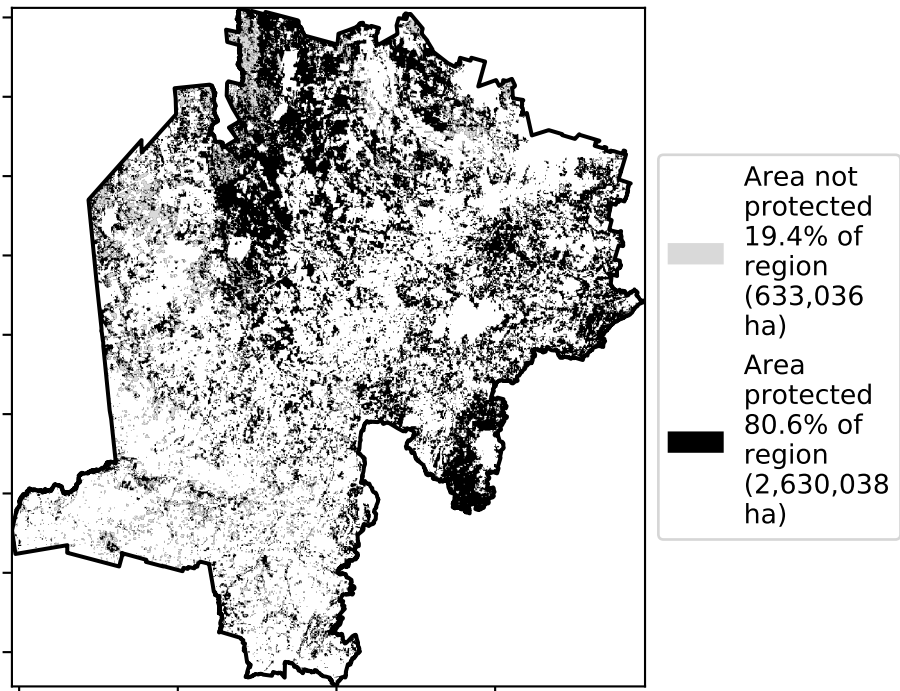 Area not
protected
19.4% of
region
(633,036
ha)
Area
protected
80.6% of
region
(2,630,038
ha)